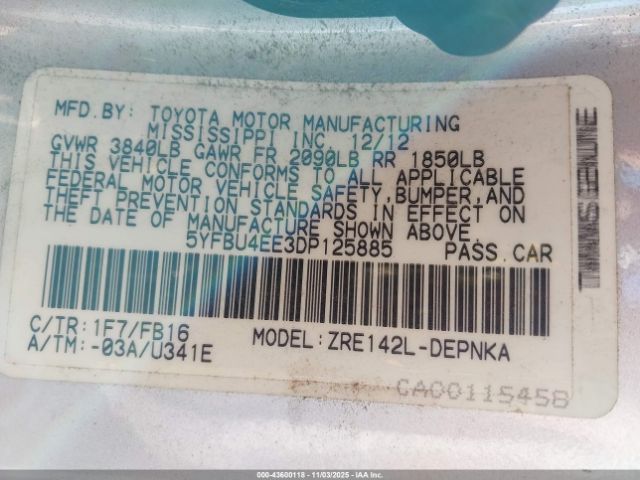 MFD.BY: TOYOTA MOTOR MANUFACTURING
MISSISSIPPI INC. 12/12
GVWR 3840LB GAWR FR 2090LB RR 1850LB
THIS VEHICLE CONFORMS TO ALL APPLICABLE
FEDERAL MOTOR VEHICLE SAFETY,BUMPER,AND
THEFT PREVENTION STANDARDS IN EFFECT ON
THE DATE OF MANUFACTURE SHOWN ABOVE.
5YFBU4EE3DP125885 PASS.CAR
C/TR:1F7/FB16
A/TM:-03A/U341E
MODEL:ZRE142L-DEPNKA
CA00115458
GENUINE
000-43600118 - 11/03/2025 - IAAI